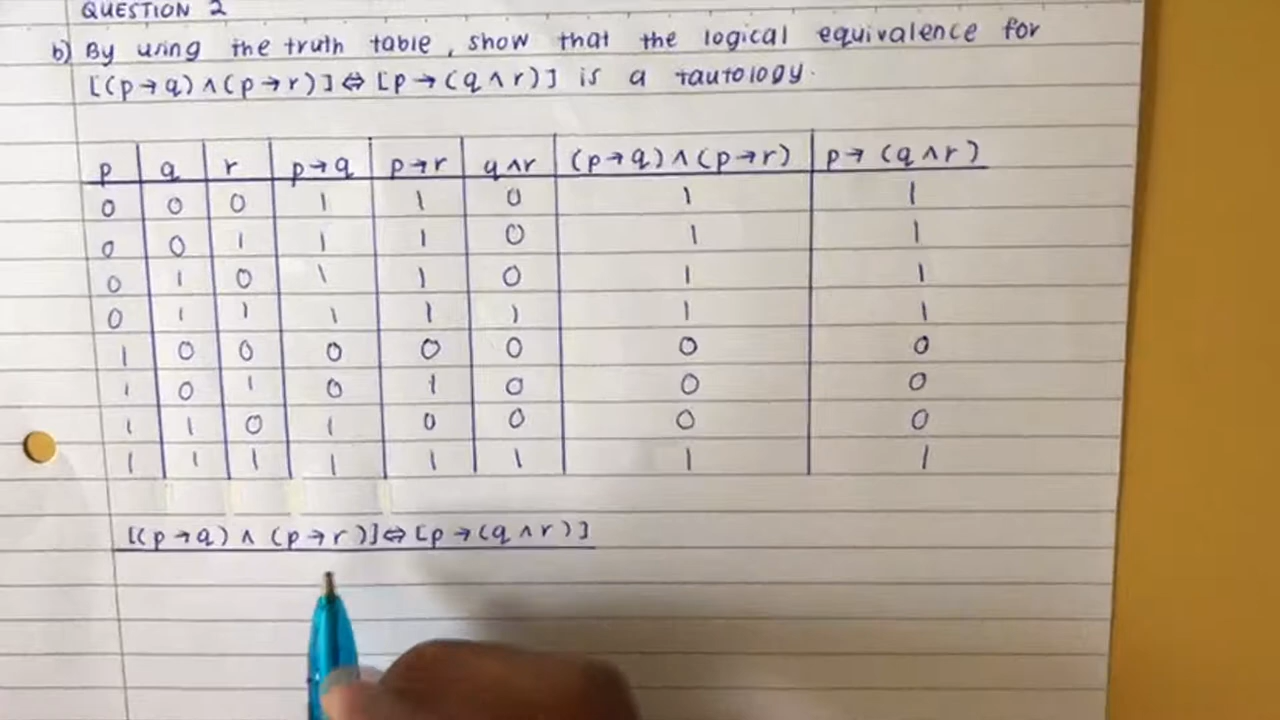 QUESTION 2
b) By using the truth table, show that the logical equivalence for
[(p→q)∧(p→r)]⇔[p→(q∧r)] is a tautology.
p q r p→q p→r q∧r (p→q)∧(p→r) p→(q∧r)
0 0 0 1 1 0 1 1
0 0 1 1 1 0 1 1
0 1 0 1 1 0 1 1
0 1 1 1 1 1 1 1
1 0 0 0 0 0 0 0
1 0 1 0 1 0 0 0
1 1 0 1 0 0 0 0
1 1 1 1 1 1 1 1
[(p→q)∧(p→r)]⇔[p→(q∧r)]